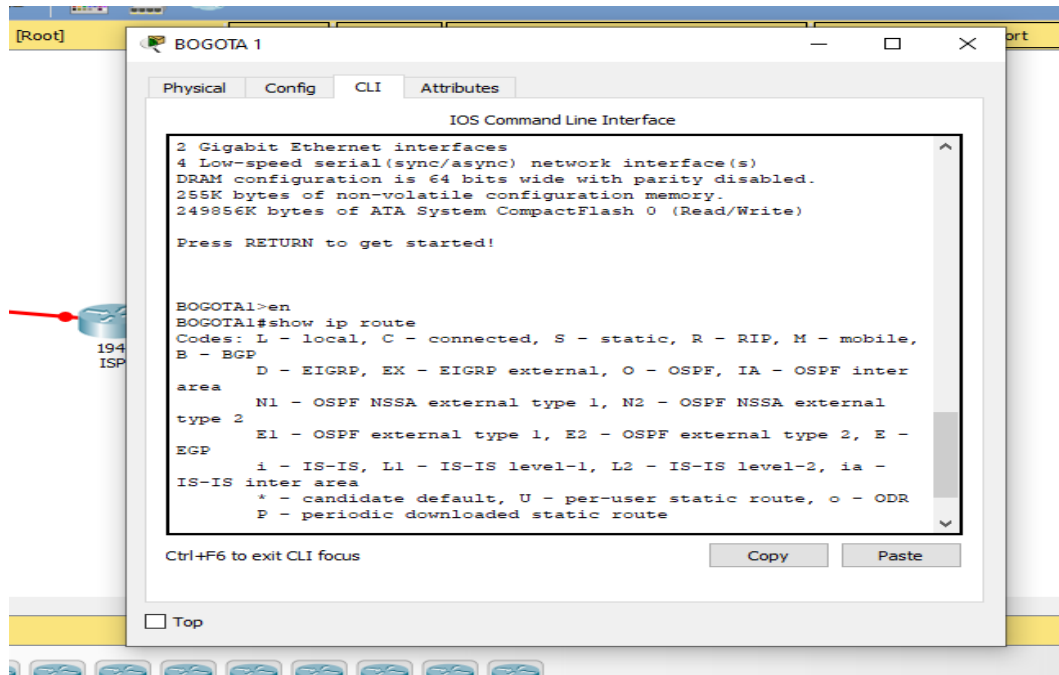 [Root]
ort
BOGOTA 1
Physical Config CLI Attributes
IOS Command Line Interface
2 Gigabit Ethernet interfaces
4 Low-speed serial(sync/async) network interface(s)
DRAM configuration is 64 bits wide with parity disabled.
255K bytes of non-volatile configuration memory.
249856K bytes of ATA System CompactFlash 0 (Read/Write)
Press RETURN to get started!
BOGOTA1>en
BOGOTA1#show ip route
Codes: L - local, C - connected, S - static, R - RIP, M - mobile,
B - BGP
D - EIGRP, EX - EIGRP external, O - OSPF, IA - OSPF inter
area
N1 - OSPF NSSA external type 1, N2 - OSPF NSSA external
type 2
E1 - OSPF external type 1, E2 - OSPF external type 2, E -
EGP
i - IS-IS, L1 - IS-IS level-1, L2 - IS-IS level-2, ia -
IS-IS inter area
* - candidate default, U - per-user static route, o - ODR
P - periodic downloaded static route
194
ISP
Ctrl+F6 to exit CLI focus
Copy Paste
Top